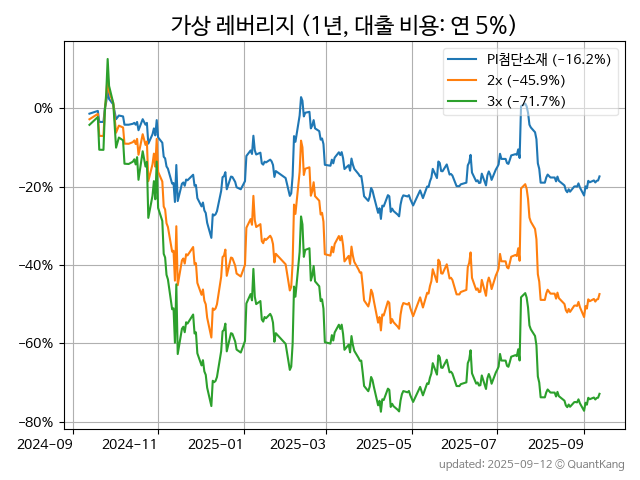 가상 레버리지 (1년, 대출 비용: 연 5%)
PI첨단소재 (−16.2%)
2x (−45.9%)
3x (−71.7%)
0%
−20%
−40%
−60%
−80%
2024-09 2024-11 2025-01 2025-03 2025-05 2025-07 2025-09
updated: 2025-09-12 © QuantKang